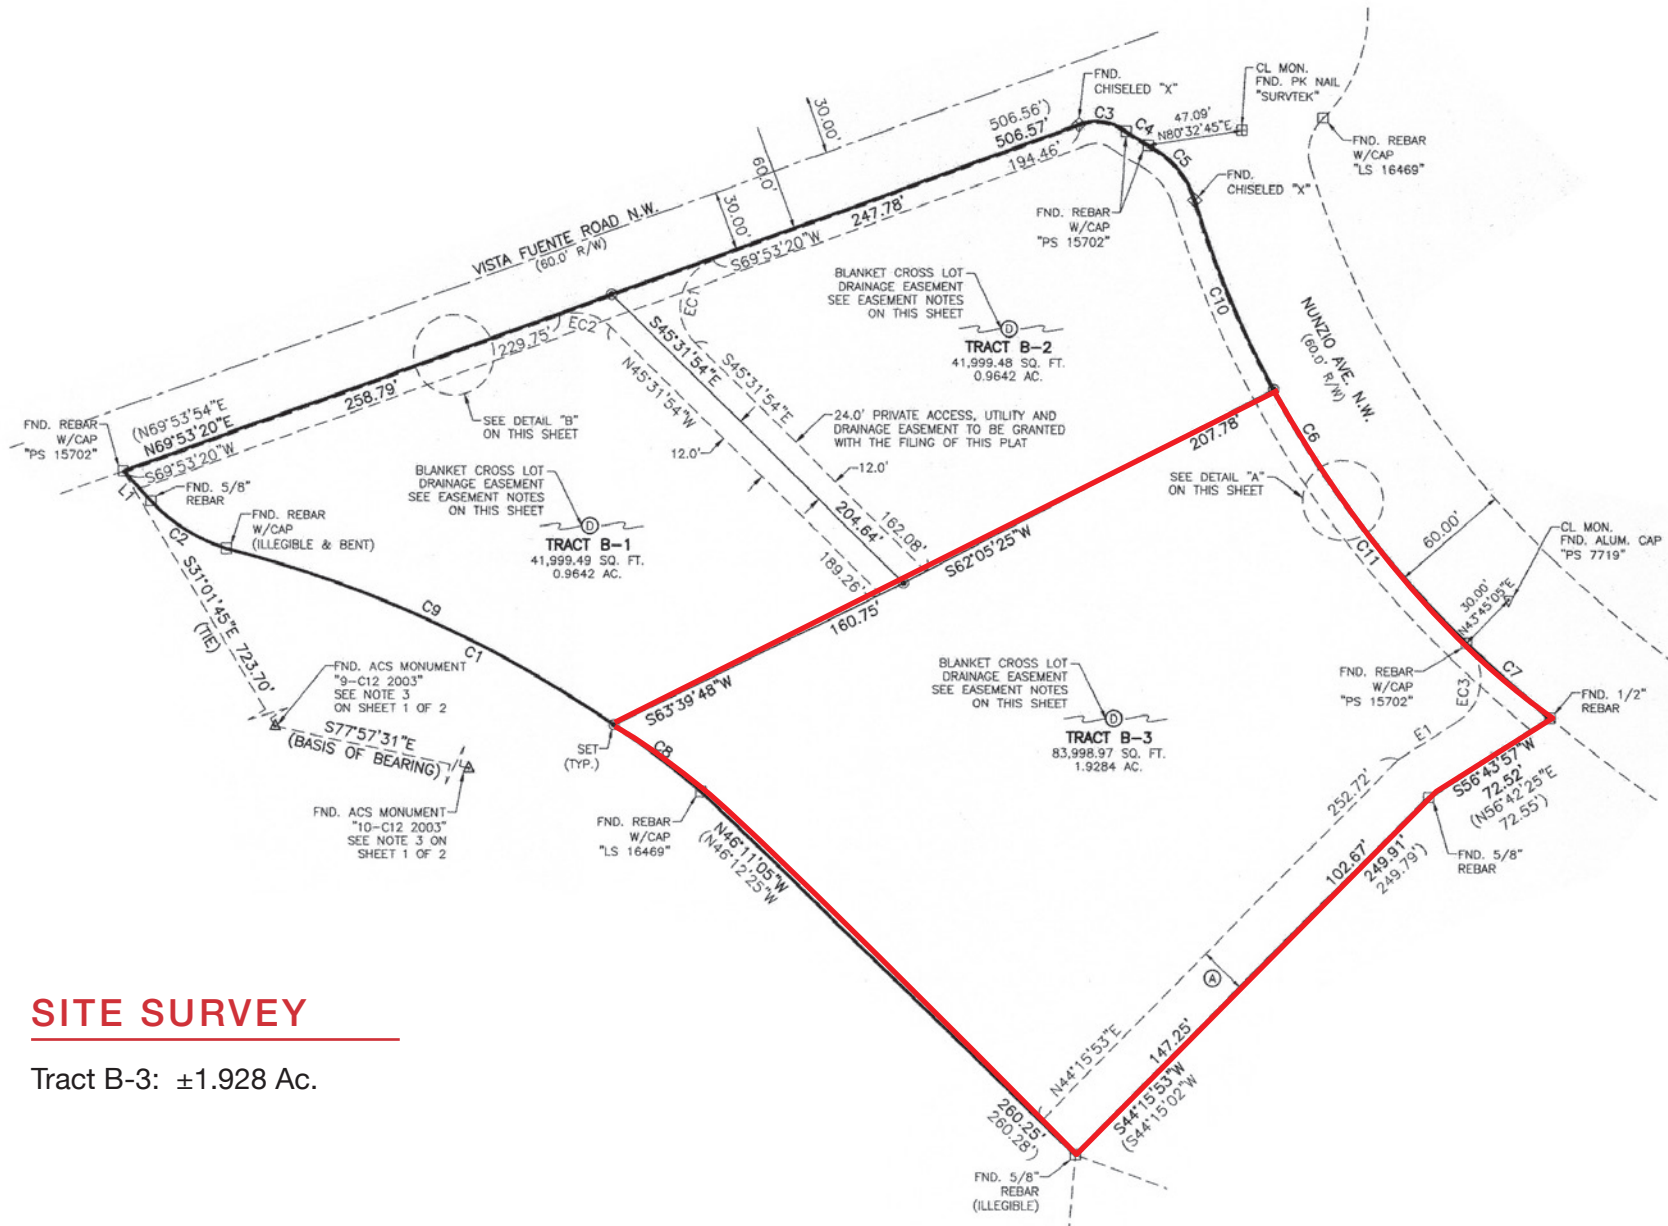 30.00'
60.0'
30.00'
VISTA FUENTE ROAD N.W.
(60.0' R/W)
506.56')
506.57'
194.46'
247.78'
S69°53'20"W
FND.
CHISELED "X"
C3
C4
47.09'
N80°32'45"E
CL MON.
FND. PK NAIL
"SURVTEK"
FND. REBAR
W/CAP
"LS 16469"
C5
FND.
CHISELED "X"
FND. REBAR
W/CAP
"PS 15702"
C10
NUNZIO AVE. N.W.
(60.0' R/W)
BLANKET CROSS LOT
DRAINAGE EASEMENT
SEE EASEMENT NOTES
ON THIS SHEET
D
TRACT B-2
41,999.48 SQ. FT.
0.9642 AC.
EC1
EC2
229.75'
258.79'
S45°31'54"E
S45°31'54"E
N45°31'54"W
12.0'
12.0'
24.0' PRIVATE ACCESS, UTILITY AND
DRAINAGE EASEMENT TO BE GRANTED
WITH THE FILING OF THIS PLAT
SEE DETAIL "B"
ON THIS SHEET
FND. REBAR
W/CAP
"PS 15702"
(N69°53'54"E
N69°53'20"E
S69°53'20"W
L1
FND. 5/8"
REBAR
C2
FND. REBAR
W/CAP
(ILLEGIBLE & BENT)
BLANKET CROSS LOT
DRAINAGE EASEMENT
SEE EASEMENT NOTES
ON THIS SHEET
D
TRACT B-1
41,999.49 SQ. FT.
0.9642 AC.
204.64'
162.08'
189.26'
207.78'
S62°05'25"W
160.75'
S63°39'48"W
C6
SEE DETAIL "A"
ON THIS SHEET
C11
60.00'
CL MON.
FND. ALUM. CAP
"PS 7719"
30.00'
N43°45'05"E
C7
FND. REBAR
W/CAP
"PS 15702"
EC3
FND. 1/2"
REBAR
E1
S31°01'45"E 723.70'
(TIE)
C9
C1
FND. ACS MONUMENT
"9-C12 2003"
SEE NOTE 3
ON SHEET 1 OF 2
S77°57'31"E
(BASIS OF BEARING)
FND. ACS MONUMENT
"10-C12 2003"
SEE NOTE 3 ON
SHEET 1 OF 2
SET
(TYP.)
C8
FND. REBAR
W/CAP
"LS 16469"
N46°11'05"W
(N46°12'25"W
BLANKET CROSS LOT
DRAINAGE EASEMENT
SEE EASEMENT NOTES
ON THIS SHEET
D
TRACT B-3
83,998.97 SQ. FT.
1.9284 AC.
252.72'
S56°43'57"W
72.52'
(N56°42'25"E
72.55')
FND. 5/8"
REBAR
102.67'
249.91'
249.79')
A
N44°15'53"E
147.25'
S44°15'53"W
(S44°15'02"W
260.25'
260.28')
FND. 5/8"
REBAR
(ILLEGIBLE)
SITE SURVEY
Tract B-3: ±1.928 Ac.